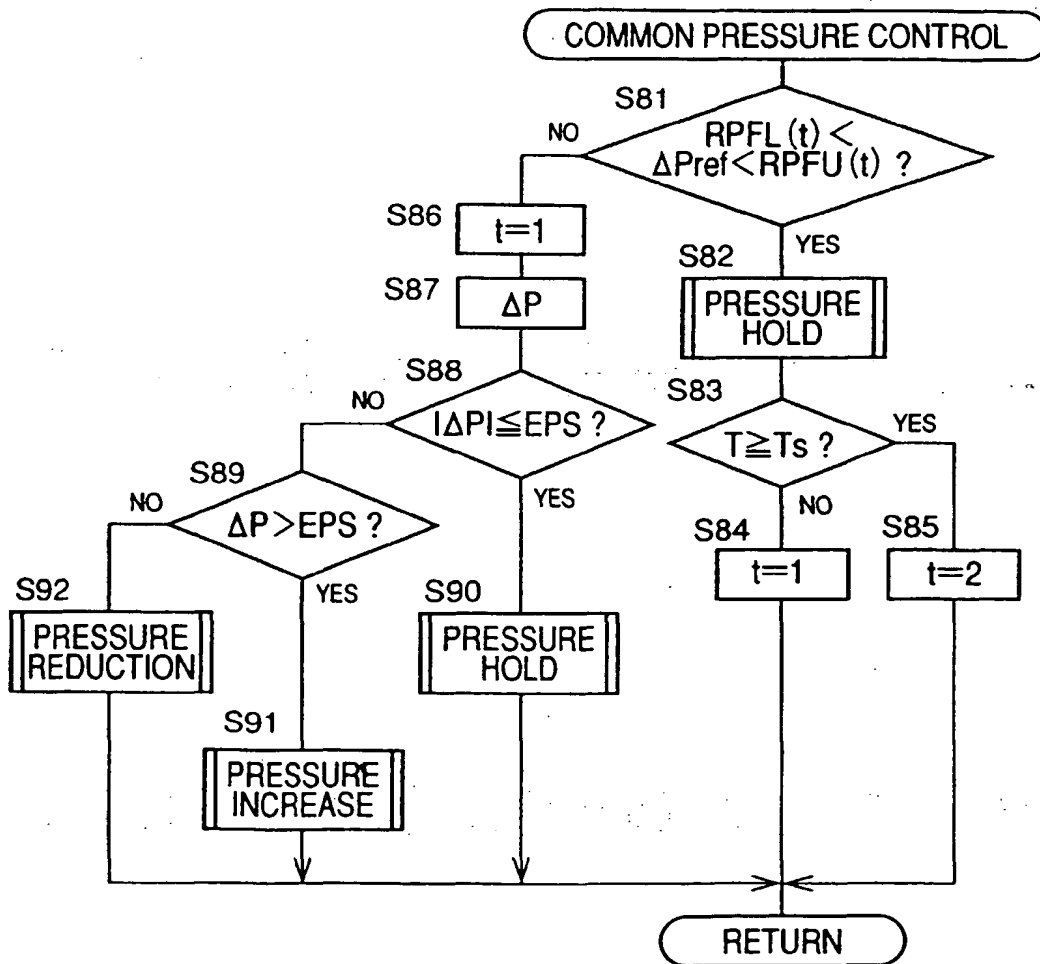 COMMON PRESSURE CONTROL
S81
RPFL(t)<
ΔPref<RPFU(t) ?
NO
YES
S86
t=1
S82
PRESSURE
HOLD
S87
ΔP
S88
|ΔP|≦EPS ?
NO
YES
S83
T≧Ts ?
YES
NO
S89
ΔP>EPS ?
NO
YES
S84
t=1
S85
t=2
S92
PRESSURE
REDUCTION
S90
PRESSURE
HOLD
S91
PRESSURE
INCREASE
RETURN